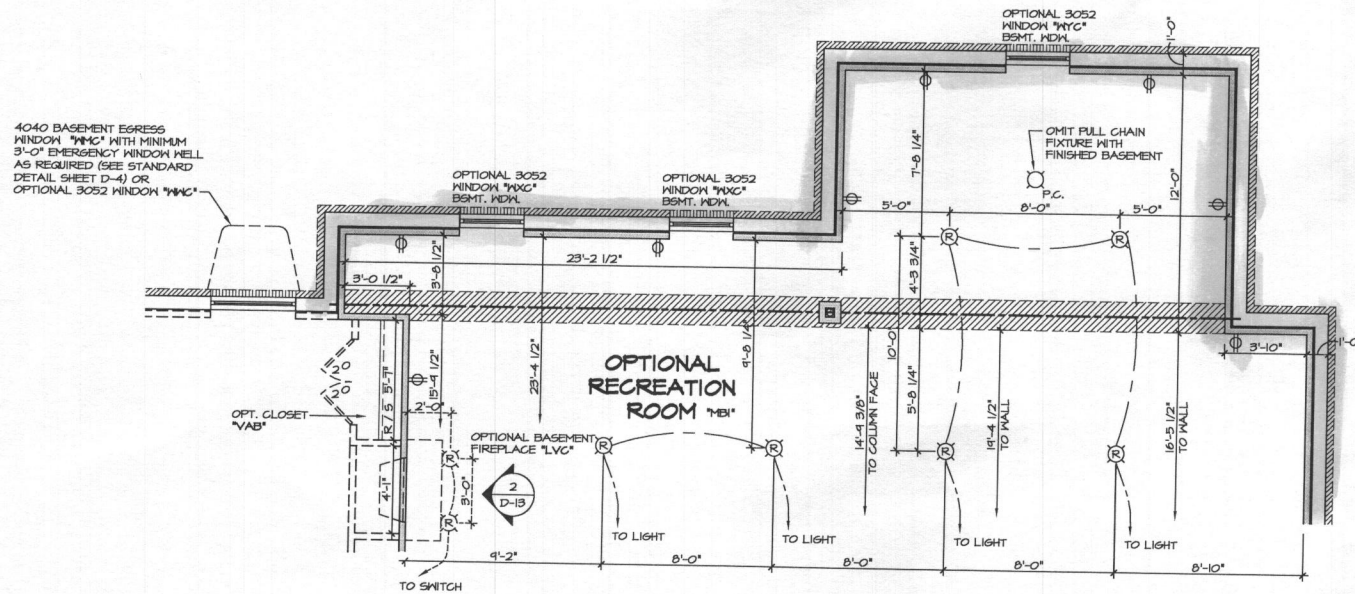 OPTIONAL 3052
WINDOW "WYC"
BSMT. WDW.
1'-0"
4040 BASEMENT EGRESS
WINDOW "WMC" WITH MINIMUM
3'-0" EMERGENCY WINDOW WELL
AS REQUIRED (SEE STANDARD
DETAIL SHEET D-4) OR
OPTIONAL 3052 WINDOW "WWC"
OPTIONAL 3052
WINDOW "WXC"
BSMT. WDW.
OPTIONAL 3052
WINDOW "WXC"
BSMT. WDW.
7'-8 1/4"
OMIT PULL CHAIN
FIXTURE WITH
FINISHED BASEMENT
P.C.
12'-0"
5'-0"
8'-0"
5'-0"
R
R
23'-2 1/2"
3'-8 1/2"
3'-0 1/2"
4'-3 3/4"
9'-8 1/4"
10'-0"
3'-10"
1'-0
OPTIONAL
RECREATION
ROOM "MB1"
2⁰
2⁰
R / S
5'-7"
15'-9 1/2"
23'-4 1/2"
2'-0"
OPT. CLOSET
"VAB"
5'-8 1/4"
14'-9 3/8"
TO COLUMN FACE
19'-4 1/2"
TO WALL
16'-5 1/2"
TO WALL
OPTIONAL BASEMENT
FIREPLACE "LVC"
R
R
R
R
R
R
4'-1"
3'-0"
2
D-13
TO LIGHT
TO LIGHT
TO LIGHT
TO LIGHT
9'-2"
8'-0"
8'-0"
8'-0"
8'-10"
TO SWITCH